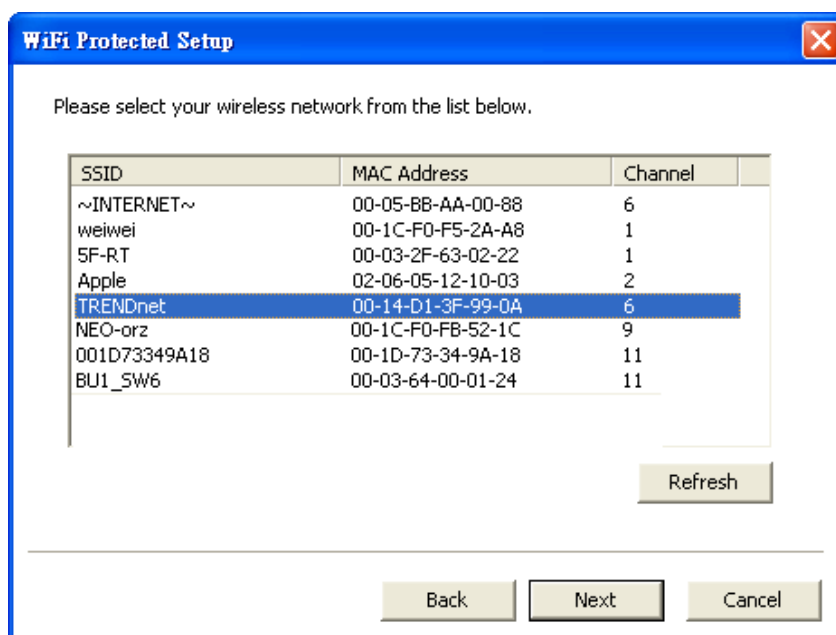 WiFi Protected Setup
Please select your wireless network from the list below.
SSID MAC Address Channel
~INTERNET~ 00-05-BB-AA-00-88 6
weiwei 00-1C-F0-F5-2A-A8 1
5F-RT 00-03-2F-63-02-22 1
Apple 02-06-05-12-10-03 2
TRENDnet 00-14-D1-3F-99-0A 6
NEO-orz 00-1C-F0-FB-52-1C 9
001D73349A18 00-1D-73-34-9A-18 11
BU1_SW6 00-03-64-00-01-24 11
Refresh
Back Next Cancel